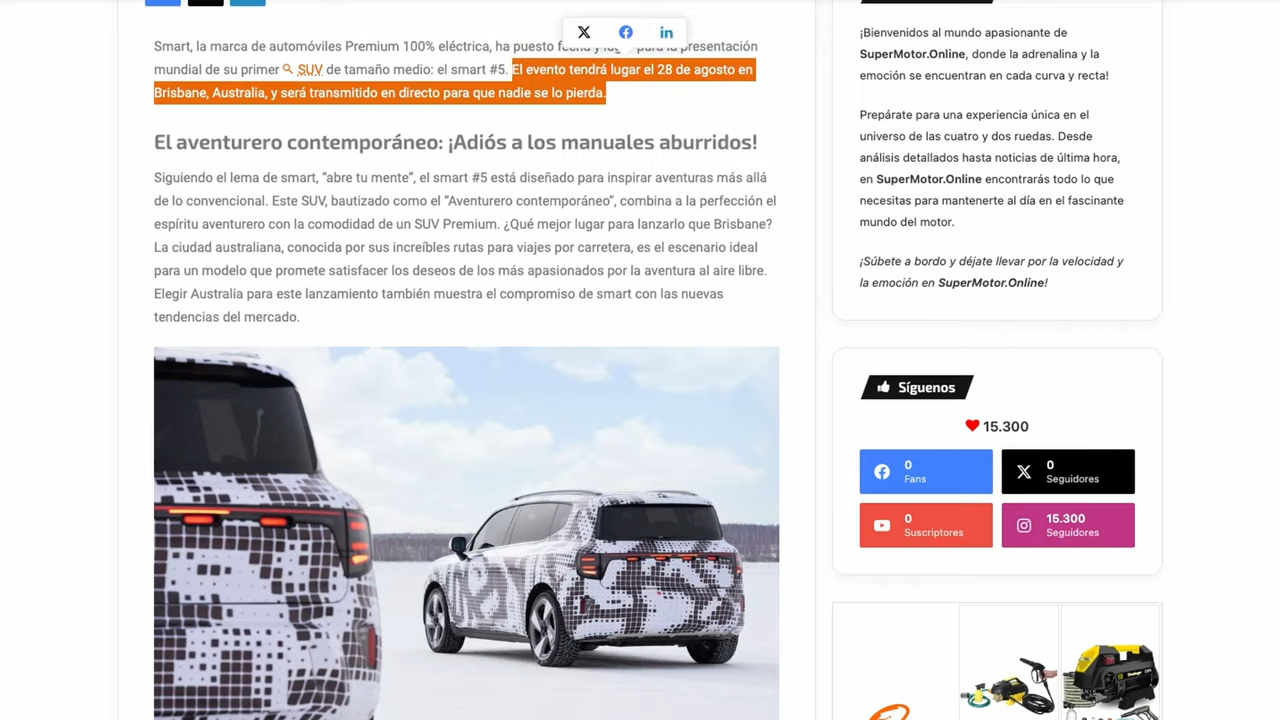 Smart, la marca de automóviles Premium 100% eléctrica, ha puesto fecha y lugar para la presentación
mundial de su primer SUV de tamaño medio: el smart #5. El evento tendrá lugar el 28 de agosto en
Brisbane, Australia, y será transmitido en directo para que nadie se lo pierda.
El aventurero contemporáneo: ¡Adiós a los manuales aburridos!
Siguiendo el lema de smart, “abre tu mente“, el smart #5 está diseñado para inspirar aventuras más allá
de lo convencional. Este SUV, bautizado como el “Aventurero contemporáneo“, combina a la perfección el
espíritu aventurero con la comodidad de un SUV Premium. ¿Qué mejor lugar para lanzarlo que Brisbane?
La ciudad australiana, conocida por sus increíbles rutas para viajes por carretera, es el escenario ideal
para un modelo que promete satisfacer los deseos de los más apasionados por la aventura al aire libre.
Elegir Australia para este lanzamiento también muestra el compromiso de smart con las nuevas
tendencias del mercado.
¡Bienvenidos al mundo apasionante de
SuperMotor.Online, donde la adrenalina y la
emoción se encuentran en cada curva y recta!
Prepárate para una experiencia única en el
universo de las cuatro y dos ruedas. Desde
análisis detallados hasta noticias de última hora,
en SuperMotor.Online encontrarás todo lo que
necesitas para mantenerte al día en el fascinante
mundo del motor.
¡Súbete a bordo y déjate llevar por la velocidad y
la emoción en SuperMotor.Online!
Síguenos
15.300
0
Fans
0
Seguidores
0
Suscriptores
15.300
Seguidores